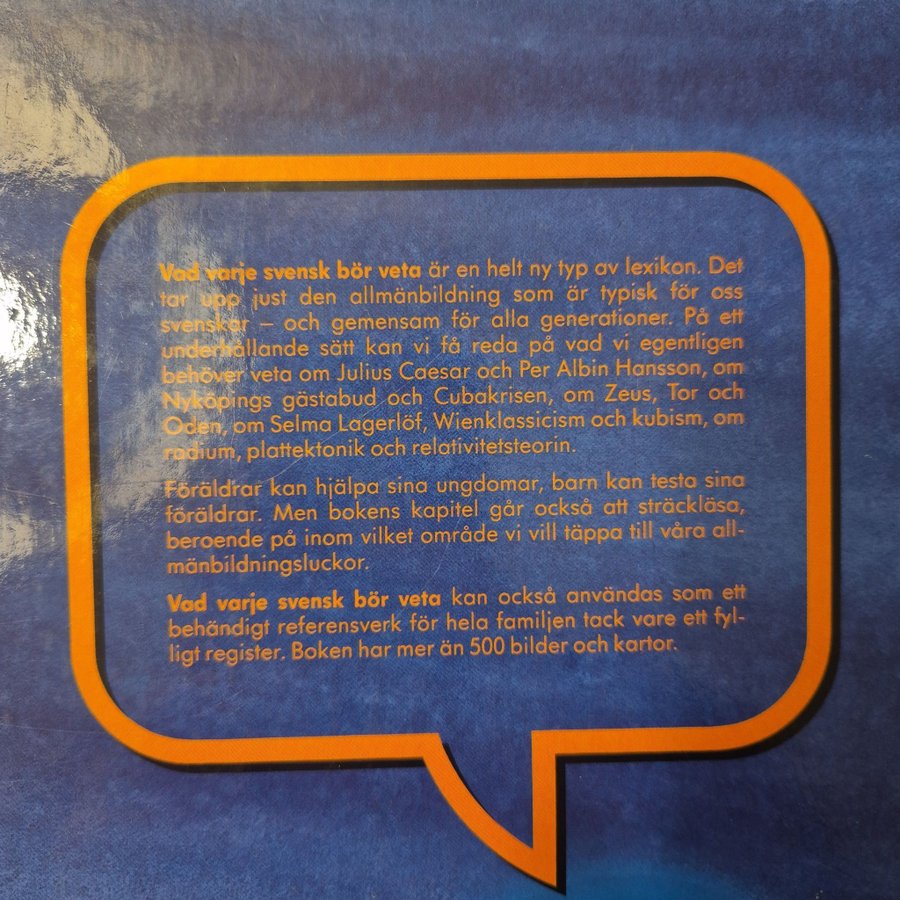 Vad varje svensk bör veta är en helt ny typ av lexikon. Det
tar upp just den allmänbildning som är typisk för oss
svenskar – och gemensam för alla generationer. På ett
underhållande sätt kan vi få reda på vad vi egentligen
behöver veta om Julius Caesar och Per Albin Hansson, om
Nyköpings gästabud och Cubakrisen, om Zeus, Tor och
Oden, om Selma Lagerlöf, Wienklassicism och kubism, om
radium, plattektonik och relativitetsteorin.
Föräldrar kan hjälpa sina ungdomar, barn kan testa sina
föräldrar. Men bokens kapitel går också att sträckläsa,
beroende på inom vilket område vi vill täppa till våra all-
mänbildningsluckor.
Vad varje svensk bör veta kan också användas som ett
behändigt referensverk för hela familjen tack vare ett fyl-
ligt register. Boken har mer än 500 bilder och kartor.